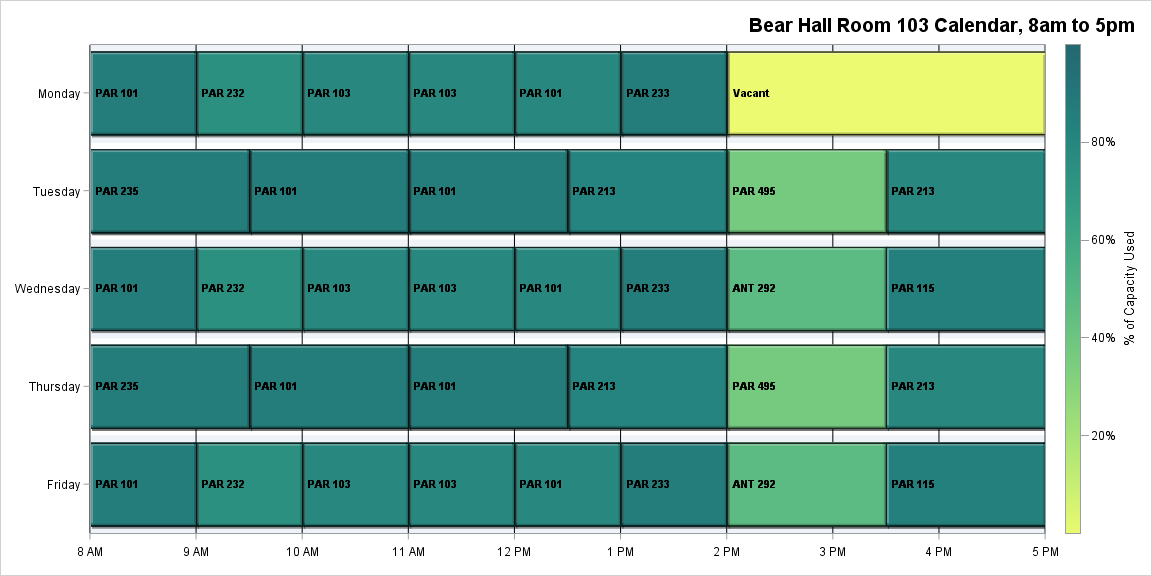 Bear Hall Room 103 Calendar, 8am to 5pm
Monday
PAR 101
PAR 232
PAR 103
PAR 103
PAR 101
PAR 233
Vacant
Tuesday
PAR 235
PAR 101
PAR 101
PAR 213
PAR 495
PAR 213
Wednesday
PAR 101
PAR 232
PAR 103
PAR 103
PAR 101
PAR 233
ANT 292
PAR 115
Thursday
PAR 235
PAR 101
PAR 101
PAR 213
PAR 495
PAR 213
Friday
PAR 101
PAR 232
PAR 103
PAR 103
PAR 101
PAR 233
ANT 292
PAR 115
8 AM
9 AM
10 AM
11 AM
12 PM
1 PM
2 PM
3 PM
4 PM
5 PM
80%
60%
40%
20%
% of Capacity Used